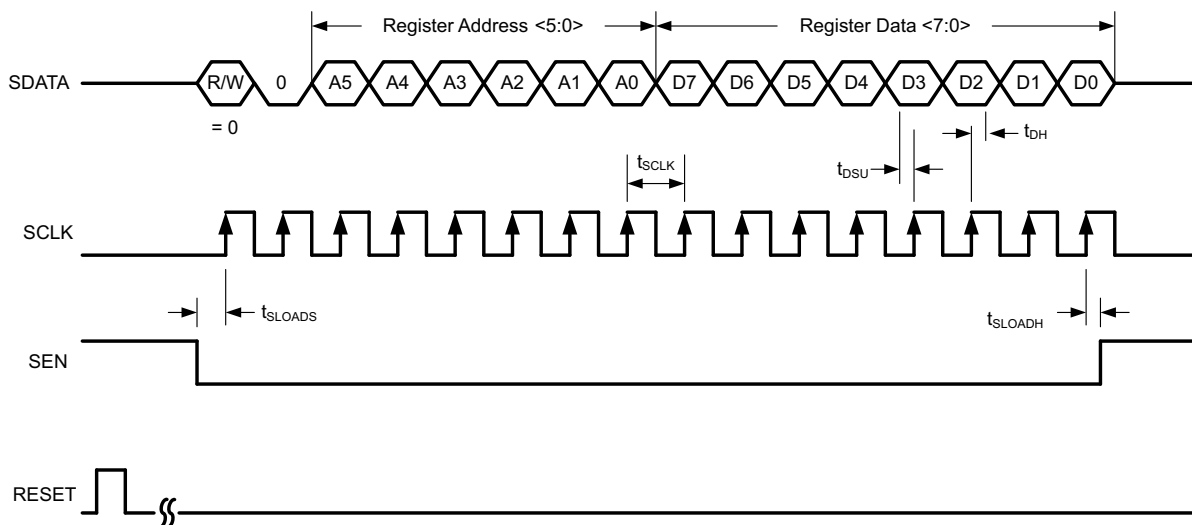 Register Address <5:0>
Register Data <7:0>
SDATA
R/W 0 A5 A4 A3 A2 A1 A0 D7 D6 D5 D4 D3 D2 D1 D0
= 0
tDH
tSCLK
tDSU
SCLK
tSLOADS
tSLOADH
SEN
RESET